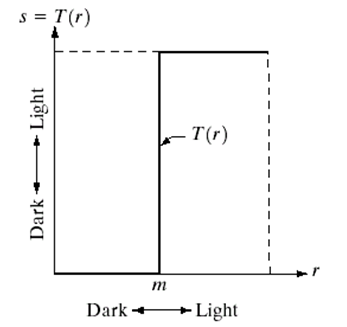 s = T(r)
Dark ↔ Light
T(r)
r
m
Dark ↔ Light